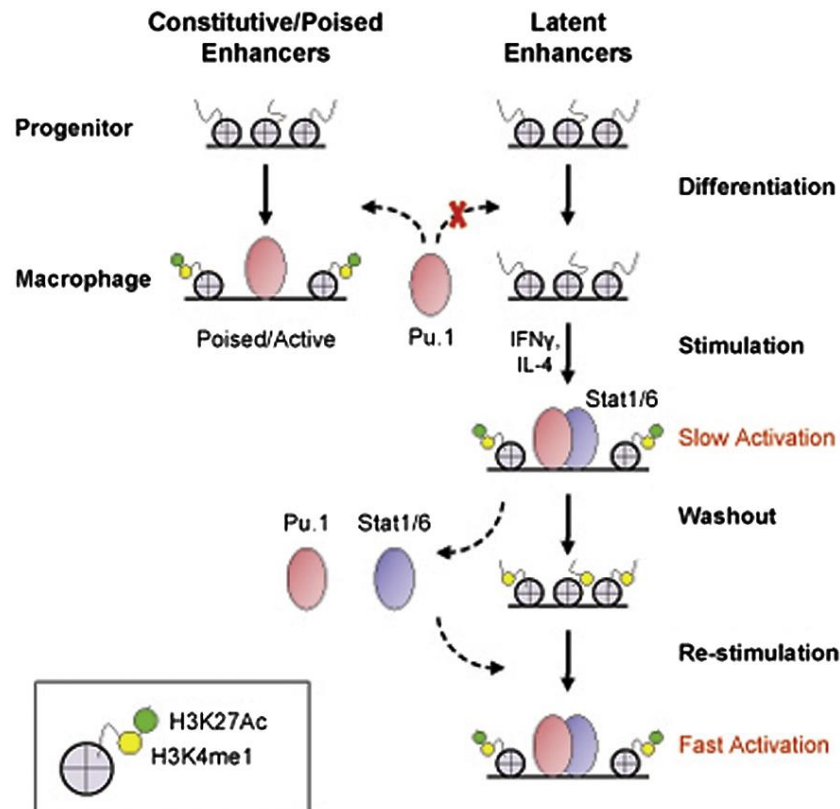 Constitutive/Poised
Enhancers
Latent
Enhancers
Progenitor
Differentiation
Macrophage
Poised/Active
Pu.1
IFNγ,
IL-4
Stimulation
Stat1/6
Slow Activation
Washout
Pu.1
Stat1/6
Re-stimulation
H3K27Ac
H3K4me1
Fast Activation